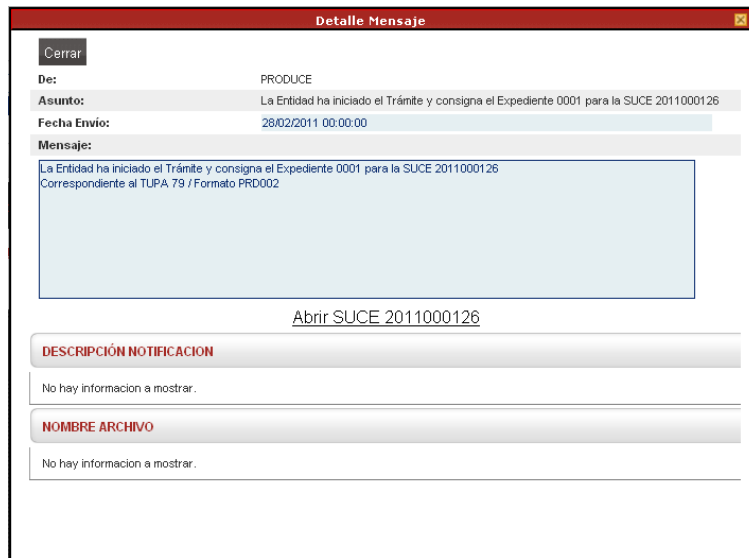 Detalle Mensaje
Cerrar
De: PRODUCE
Asunto: La Entidad ha iniciado el Trámite y consigna el Expediente 0001 para la SUCE 2011000126
Fecha Envío: 28/02/2011 00:00:00
Mensaje:
La Entidad ha iniciado el Trámite y consigna el Expediente 0001 para la SUCE 2011000126
Correspondiente al TUPA 79 / Formato PRD002
Abrir SUCE 2011000126
DESCRIPCIÓN NOTIFICACION
No hay informacion a mostrar.
NOMBRE ARCHIVO
No hay informacion a mostrar.